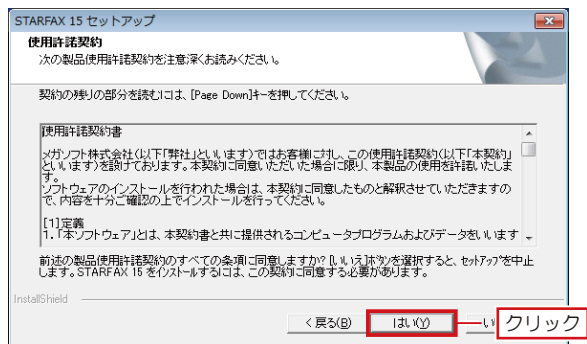 STARFAX 15 セットアップ
使用許諾契約
次の製品使用許諾契約を注意深くお読みください。
契約の残りの部分を読むには、[Page Down]キーを押してください。
使用許諾契約書
メガソフト株式会社(以下「弊社」といいます)ではお客様に対し、この使用許諾契約(以下「本契約」
といいます)を設けております。本契約に同意いただいた場合に限り、本製品の使用を許諾いたしま
す。
ソフトウェアのインストールを行われた場合は、本契約に同意したものと解釈させていただきますの
で、内容を十分ご確認の上でインストールを行ってください。
[1]定義
1.「本ソフトウェア」とは、本契約書と共に提供されるコンピュータプログラムおよびデータをいいます
前述の製品使用許諾契約のすべての条項に同意しますか? [いいえ]ボタンを選択すると、セットアップを中止
します。STARFAX 15 をインストールするには、この契約に同意する必要があります。
InstallShield
< 戻る(B)
はい(Y)
クリック